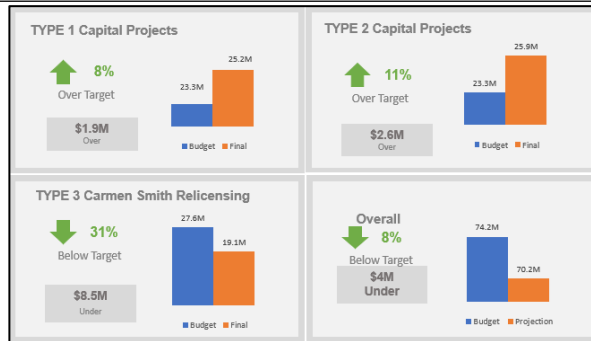 TYPE 1 Capital Projects
8%
Over Target
$1.9M
Over
23.3M
25.2M
Budget
Final
TYPE 2 Capital Projects
11%
Over Target
$2.6M
Over
23.3M
25.9M
Budget
Final
TYPE 3 Carmen Smith Relicensing
31%
Below Target
$8.5M
Under
27.6M
19.1M
Budget
Final
Overall
8%
Below Target
$4M
Under
74.2M
70.2M
Budget
Projection